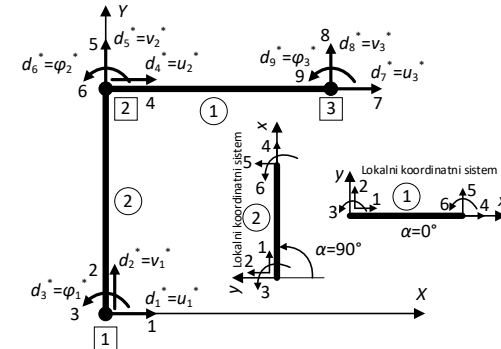 Y
5
d5*=v2*
d6*=φ2*
d4*=u2*
6
2
4
1
d8*=v3*
8
d9*=φ3*
9
d7*=u3*
3
7
2
x
Lokalni koordinatni sistem
4
5
6
2
1
2
3
y
α=90°
Lokalni koordinatni sistem
y
2
3
1
1
5
6
4
x
α=0°
d2*=v1*
2
d3*=φ1*
d1*=u1*
3
1
1
X